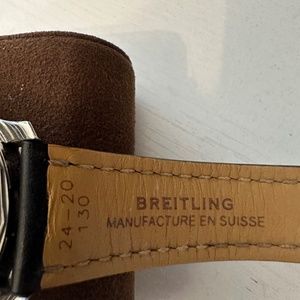 BREITLING
MANUFACTURE EN SUISSE
24-20
130